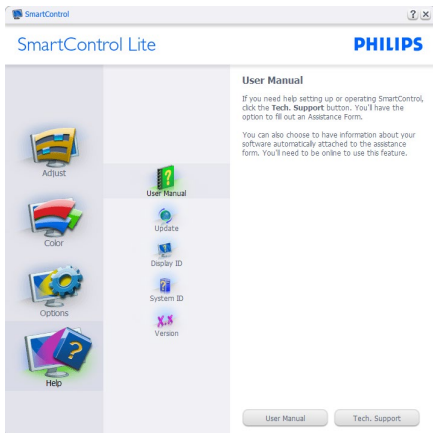 SmartControl
? x
SmartControl Lite
PHILIPS
Adjust
Color
Options
Help
User Manual
Update
Display ID
System ID
X.X
Version
User Manual
If you need help setting up or operating SmartControl,
click the Tech. Support button. You'll have the
option to fill out an Assistance Form.
You can also choose to have information about your
software automatically attached to the assistance
form. You'll need to be online to use this feature.
User Manual
Tech. Support